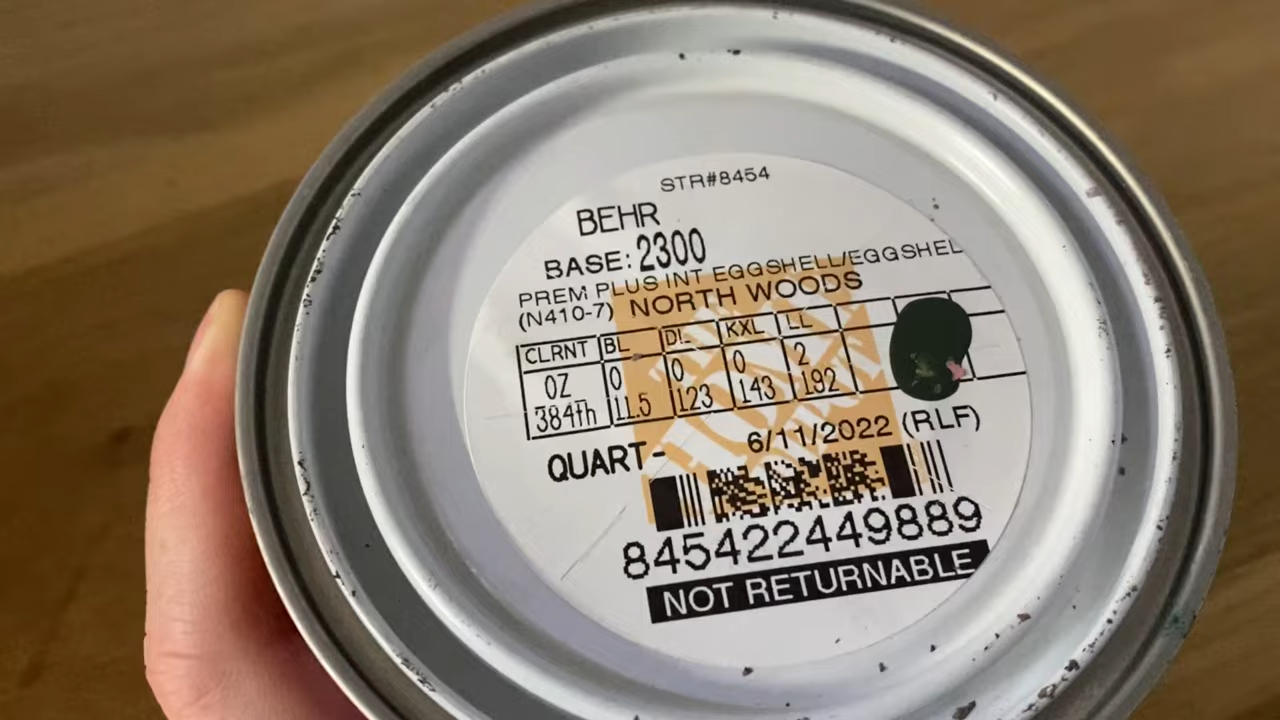 STR#8454
BEHR
BASE: 2300
PREM PLUS INT EGGSHELL/EGGSHEL
(N410-7) NORTH WOODS
CLRNT BL DL KXL LL
OZ 0 0 0 2
384th 11.5 123 143 192
QUART- 6/11/2022 (RLF)
845422449889
NOT RETURNABLE